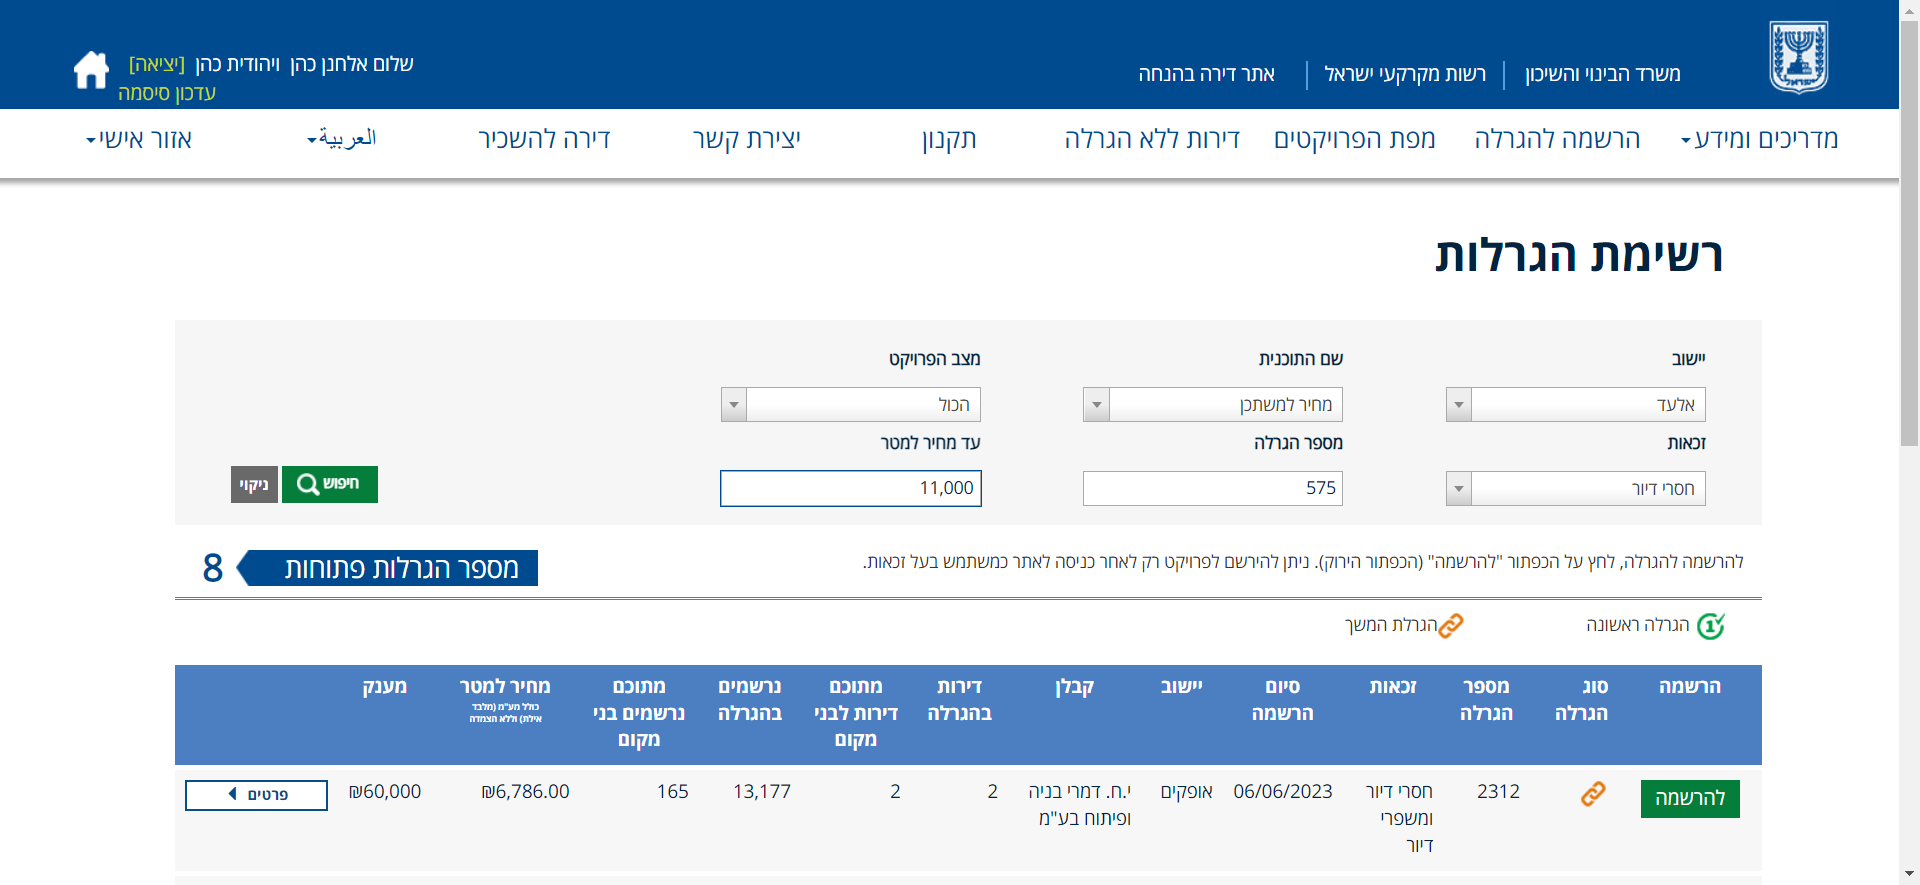 משרד הבינוי והשיכון
רשות מקרקעי ישראל
אתר דירה בהנחה
שלום אלחנן כהן ויהודית כהן [יציאה]
עדכון סיסמה
מדריכים ומידע
הרשמה להגרלה
מפת הפרויקטים
דירות ללא הגרלה
תקנון
יצירת קשר
דירה להשכיר
العربية
אזור אישי
רשימת הגרלות
יישוב
שם התוכנית
מצב הפרויקט
אלעד
מחיר למשתכן
הכול
זכאות
מספר הגרלה
עד מחיר למטר
חסרי דיור
575
11,000
חיפוש
ניקוי
להרשמה להגרלה, לחץ על הכפתור "להרשמה" (הכפתור הירוק). ניתן להירשם לפרויקט רק לאחר כניסה לאתר כמשתמש בעל זכאות.
מספר הגרלות פתוחות
8
הגרלה ראשונה
הגרלת המשך
הרשמה
סוג
הגרלה
מספר
הגרלה
זכאות
סיום
הרשמה
יישוב
קבלן
דירות
בהגרלה
מתוכם
דירות לבני
מקום
נרשמים
בהגרלה
מתוכם
נרשמים בני
מקום
מחיר למטר
כולל מע"מ (מלבד
אילת) וללא הצמדה
מענק
להרשמה
2312
חסרי דיור
ומשפרי
דיור
06/06/2023
אופקים
י.ח. דמרי בניה
ופיתוח בע"מ
2
2
13,177
165
₪6,786.00
₪60,000
פרטים